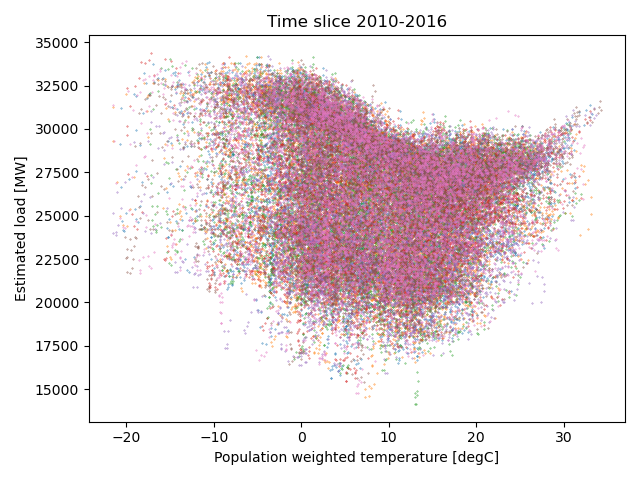 Time slice 2010-2016
35000
32500
30000
27500
25000
22500
20000
17500
15000
Estimated load [MW]
−20 −10 0 10 20 30
Population weighted temperature [degC]